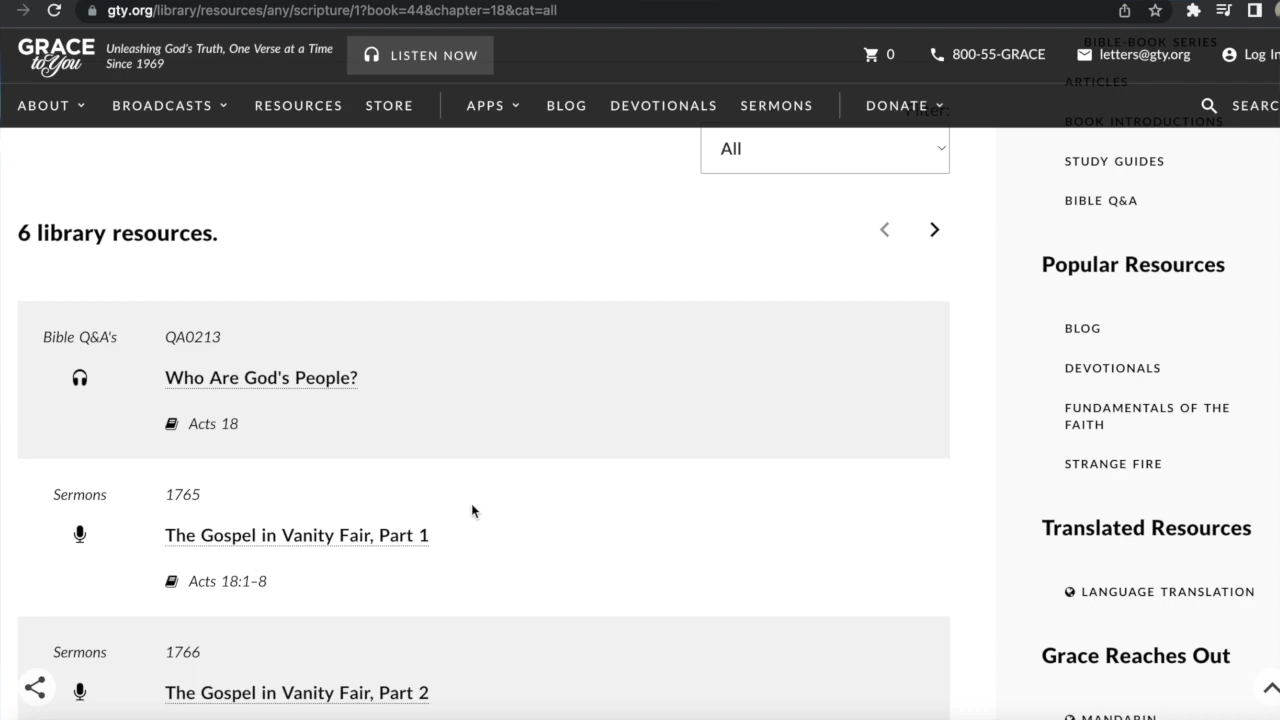 gty.org/library/resources/any/scripture/1?book=44&chapter=18&cat=all
GRACE to You
Unleashing God's Truth, One Verse at a Time
Since 1969
LISTEN NOW
0
800-55-GRACE
letters@gty.org
Log In
ABOUT
BROADCASTS
RESOURCES
STORE
APPS
BLOG
DEVOTIONALS
SERMONS
DONATE
SEARC
Filter:
All
6 library resources.
Bible Q&A's
QA0213
Who Are God's People?
Acts 18
Sermons
1765
The Gospel in Vanity Fair, Part 1
Acts 18:1–8
Sermons
1766
The Gospel in Vanity Fair, Part 2
BIBLE-BOOK SERIES
ARTICLES
BOOK INTRODUCTIONS
STUDY GUIDES
BIBLE Q&A
Popular Resources
BLOG
DEVOTIONALS
FUNDAMENTALS OF THE
FAITH
STRANGE FIRE
Translated Resources
LANGUAGE TRANSLATION
Grace Reaches Out
MANDARIN